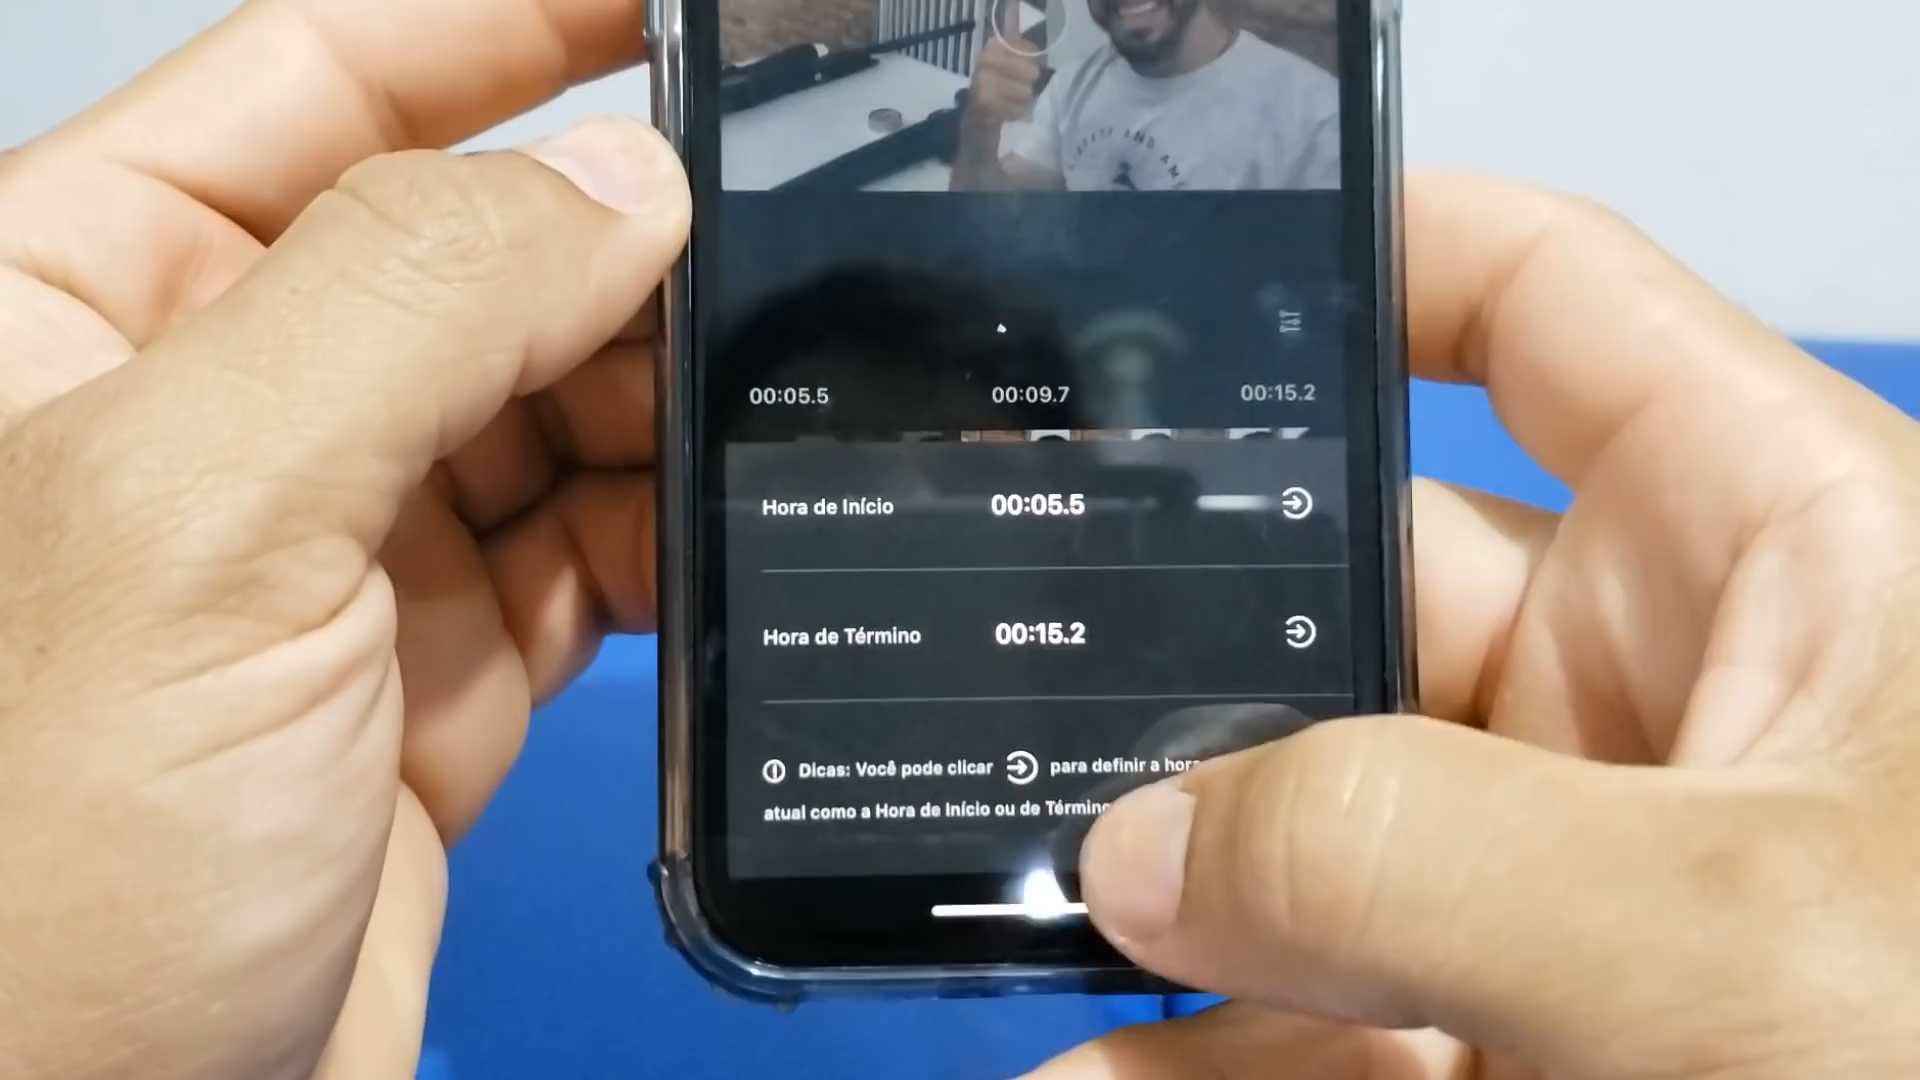 00:05.5 00:09.7 00:15.2
Hora de Início 00:05.5
Hora de Término 00:15.2
Dicas: Você pode clicar para definir a hora
atual como a Hora de Início ou de Término